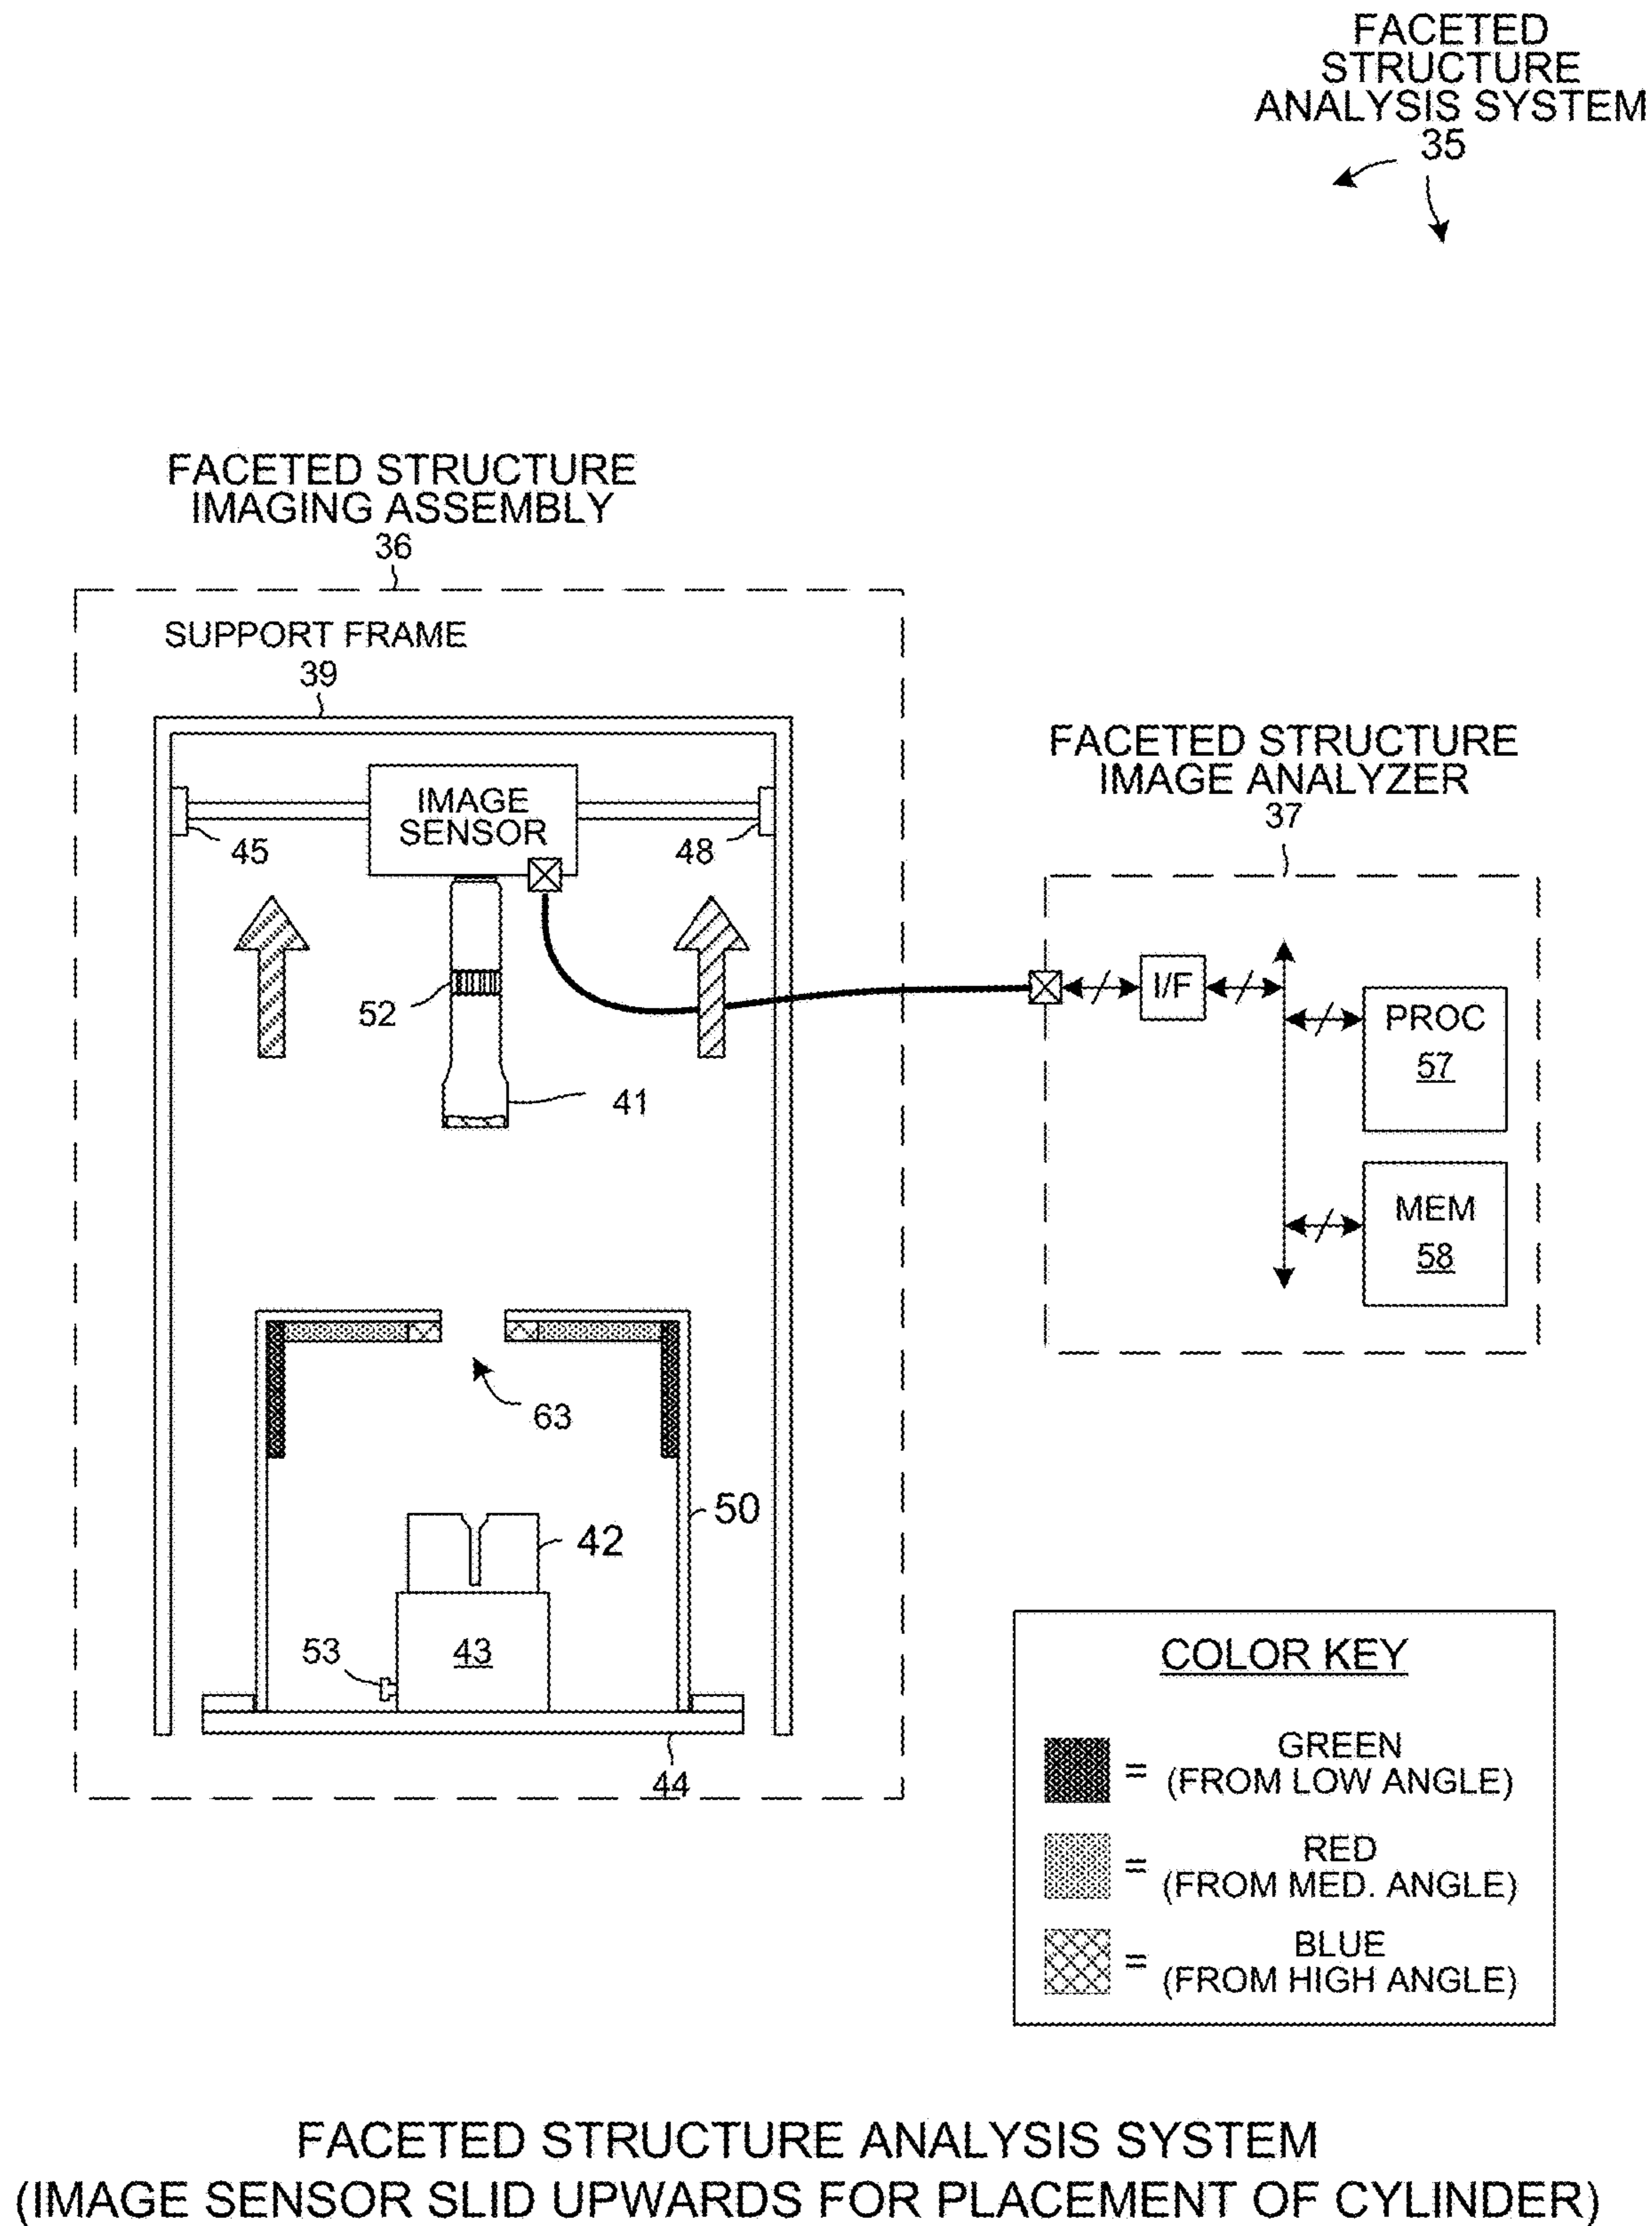 FACETED
STRUCTURE
ANALYSIS SYSTEM
35
FACETED STRUCTURE
IMAGING ASSEMBLY
36
SUPPORT FRAME
39
IMAGE
SENSOR
45
48
52
41
FACETED STRUCTURE
IMAGE ANALYZER
37
I/F
PROC
57
MEM
58
63
50
42
53
43
44
COLOR KEY
= GREEN
(FROM LOW ANGLE)
= RED
(FROM MED. ANGLE)
= BLUE
(FROM HIGH ANGLE)
FACETED STRUCTURE ANALYSIS SYSTEM
(IMAGE SENSOR SLID UPWARDS FOR PLACEMENT OF CYLINDER)